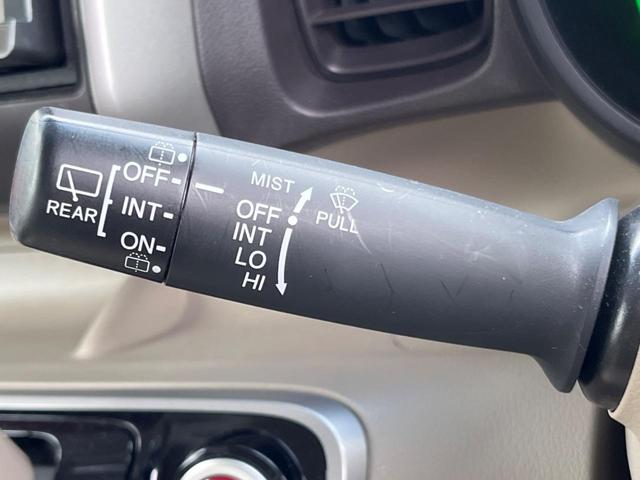 REAR
OFF
INT
ON
MIST
OFF
INT
LO
HI
PULL